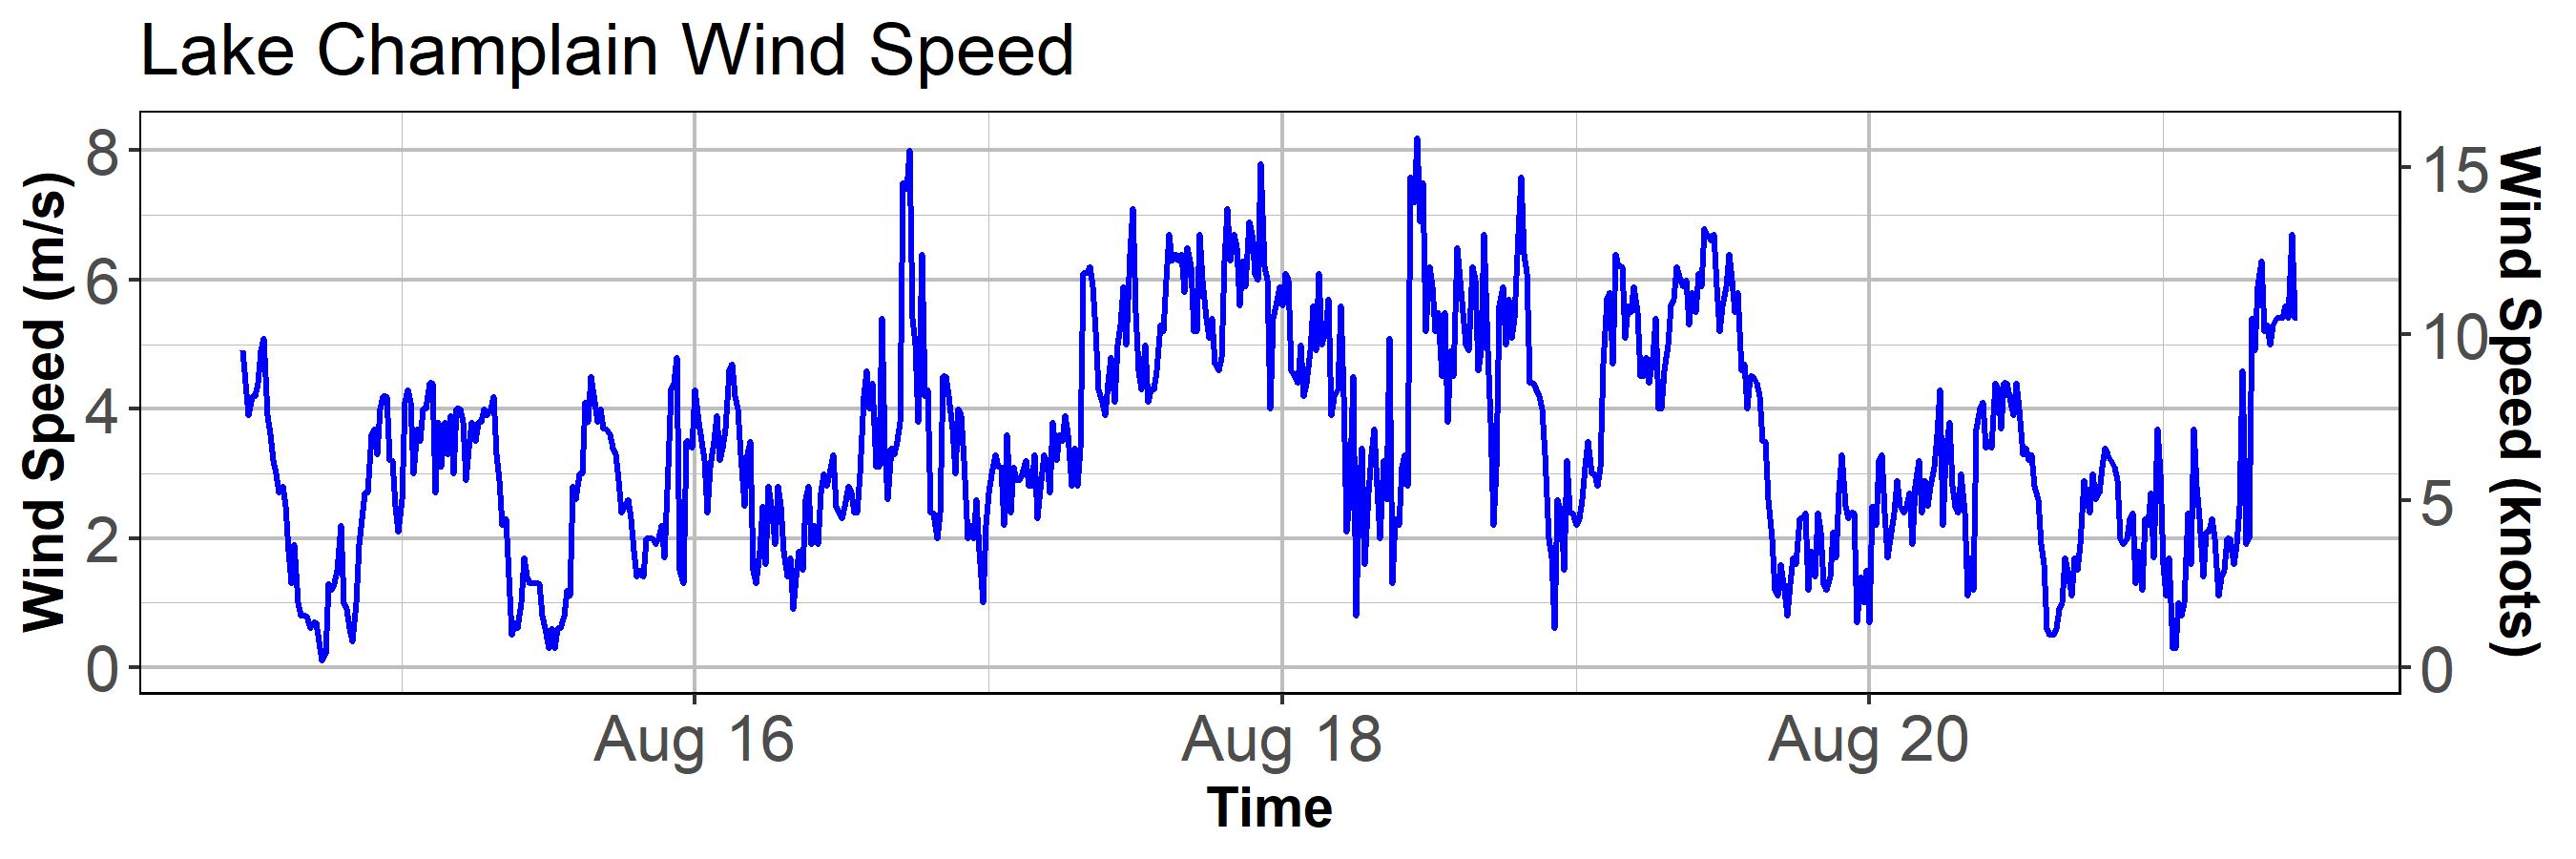 Lake Champlain Wind Speed
Wind Speed (m/s)
8
6
4
2
0
15
10
5
0
Wind Speed (knots)
Aug 16
Aug 18
Aug 20
Time